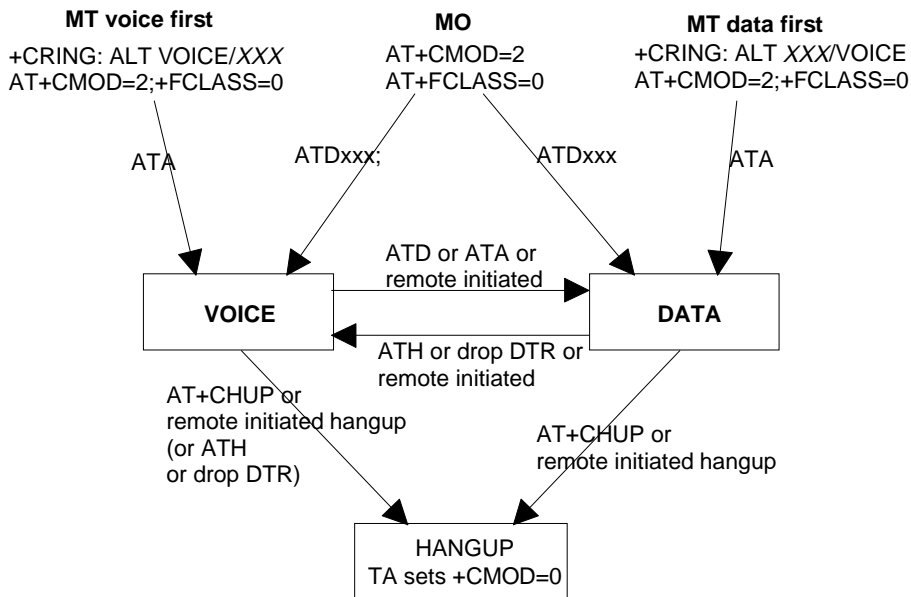 MT voice first
+CRING: ALT VOICE/XXX
AT+CMOD=2;+FCLASS=0
MO
AT+CMOD=2
AT+FCLASS=0
MT data first
+CRING: ALT XXX/VOICE
AT+CMOD=2;+FCLASS=0
ATA
ATDxxx;
ATDxxx
ATA
ATD or ATA or
remote initiated
VOICE
DATA
ATH or drop DTR or
remote initiated
AT+CHUP or
remote initiated hangup
(or ATH
or drop DTR)
AT+CHUP or
remote initiated hangup
HANGUP
TA sets +CMOD=0